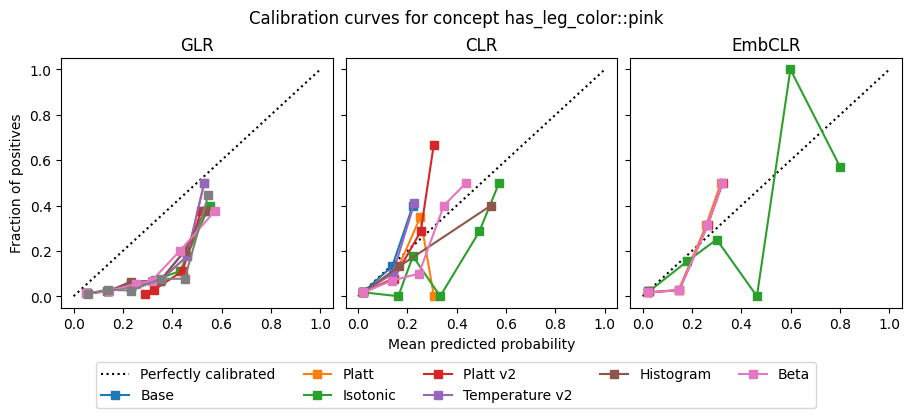 Calibration curves for concept has_leg_color::pink
GLR
CLR
EmbCLR
Fraction of positives
1.0
0.8
0.6
0.4
0.2
0.0
0.0 0.2 0.4 0.6 0.8 1.0
0.0 0.2 0.4 0.6 0.8 1.0
0.0 0.2 0.4 0.6 0.8 1.0
Mean predicted probability
Perfectly calibrated
Base
Platt
Isotonic
Platt v2
Temperature v2
Histogram
Beta